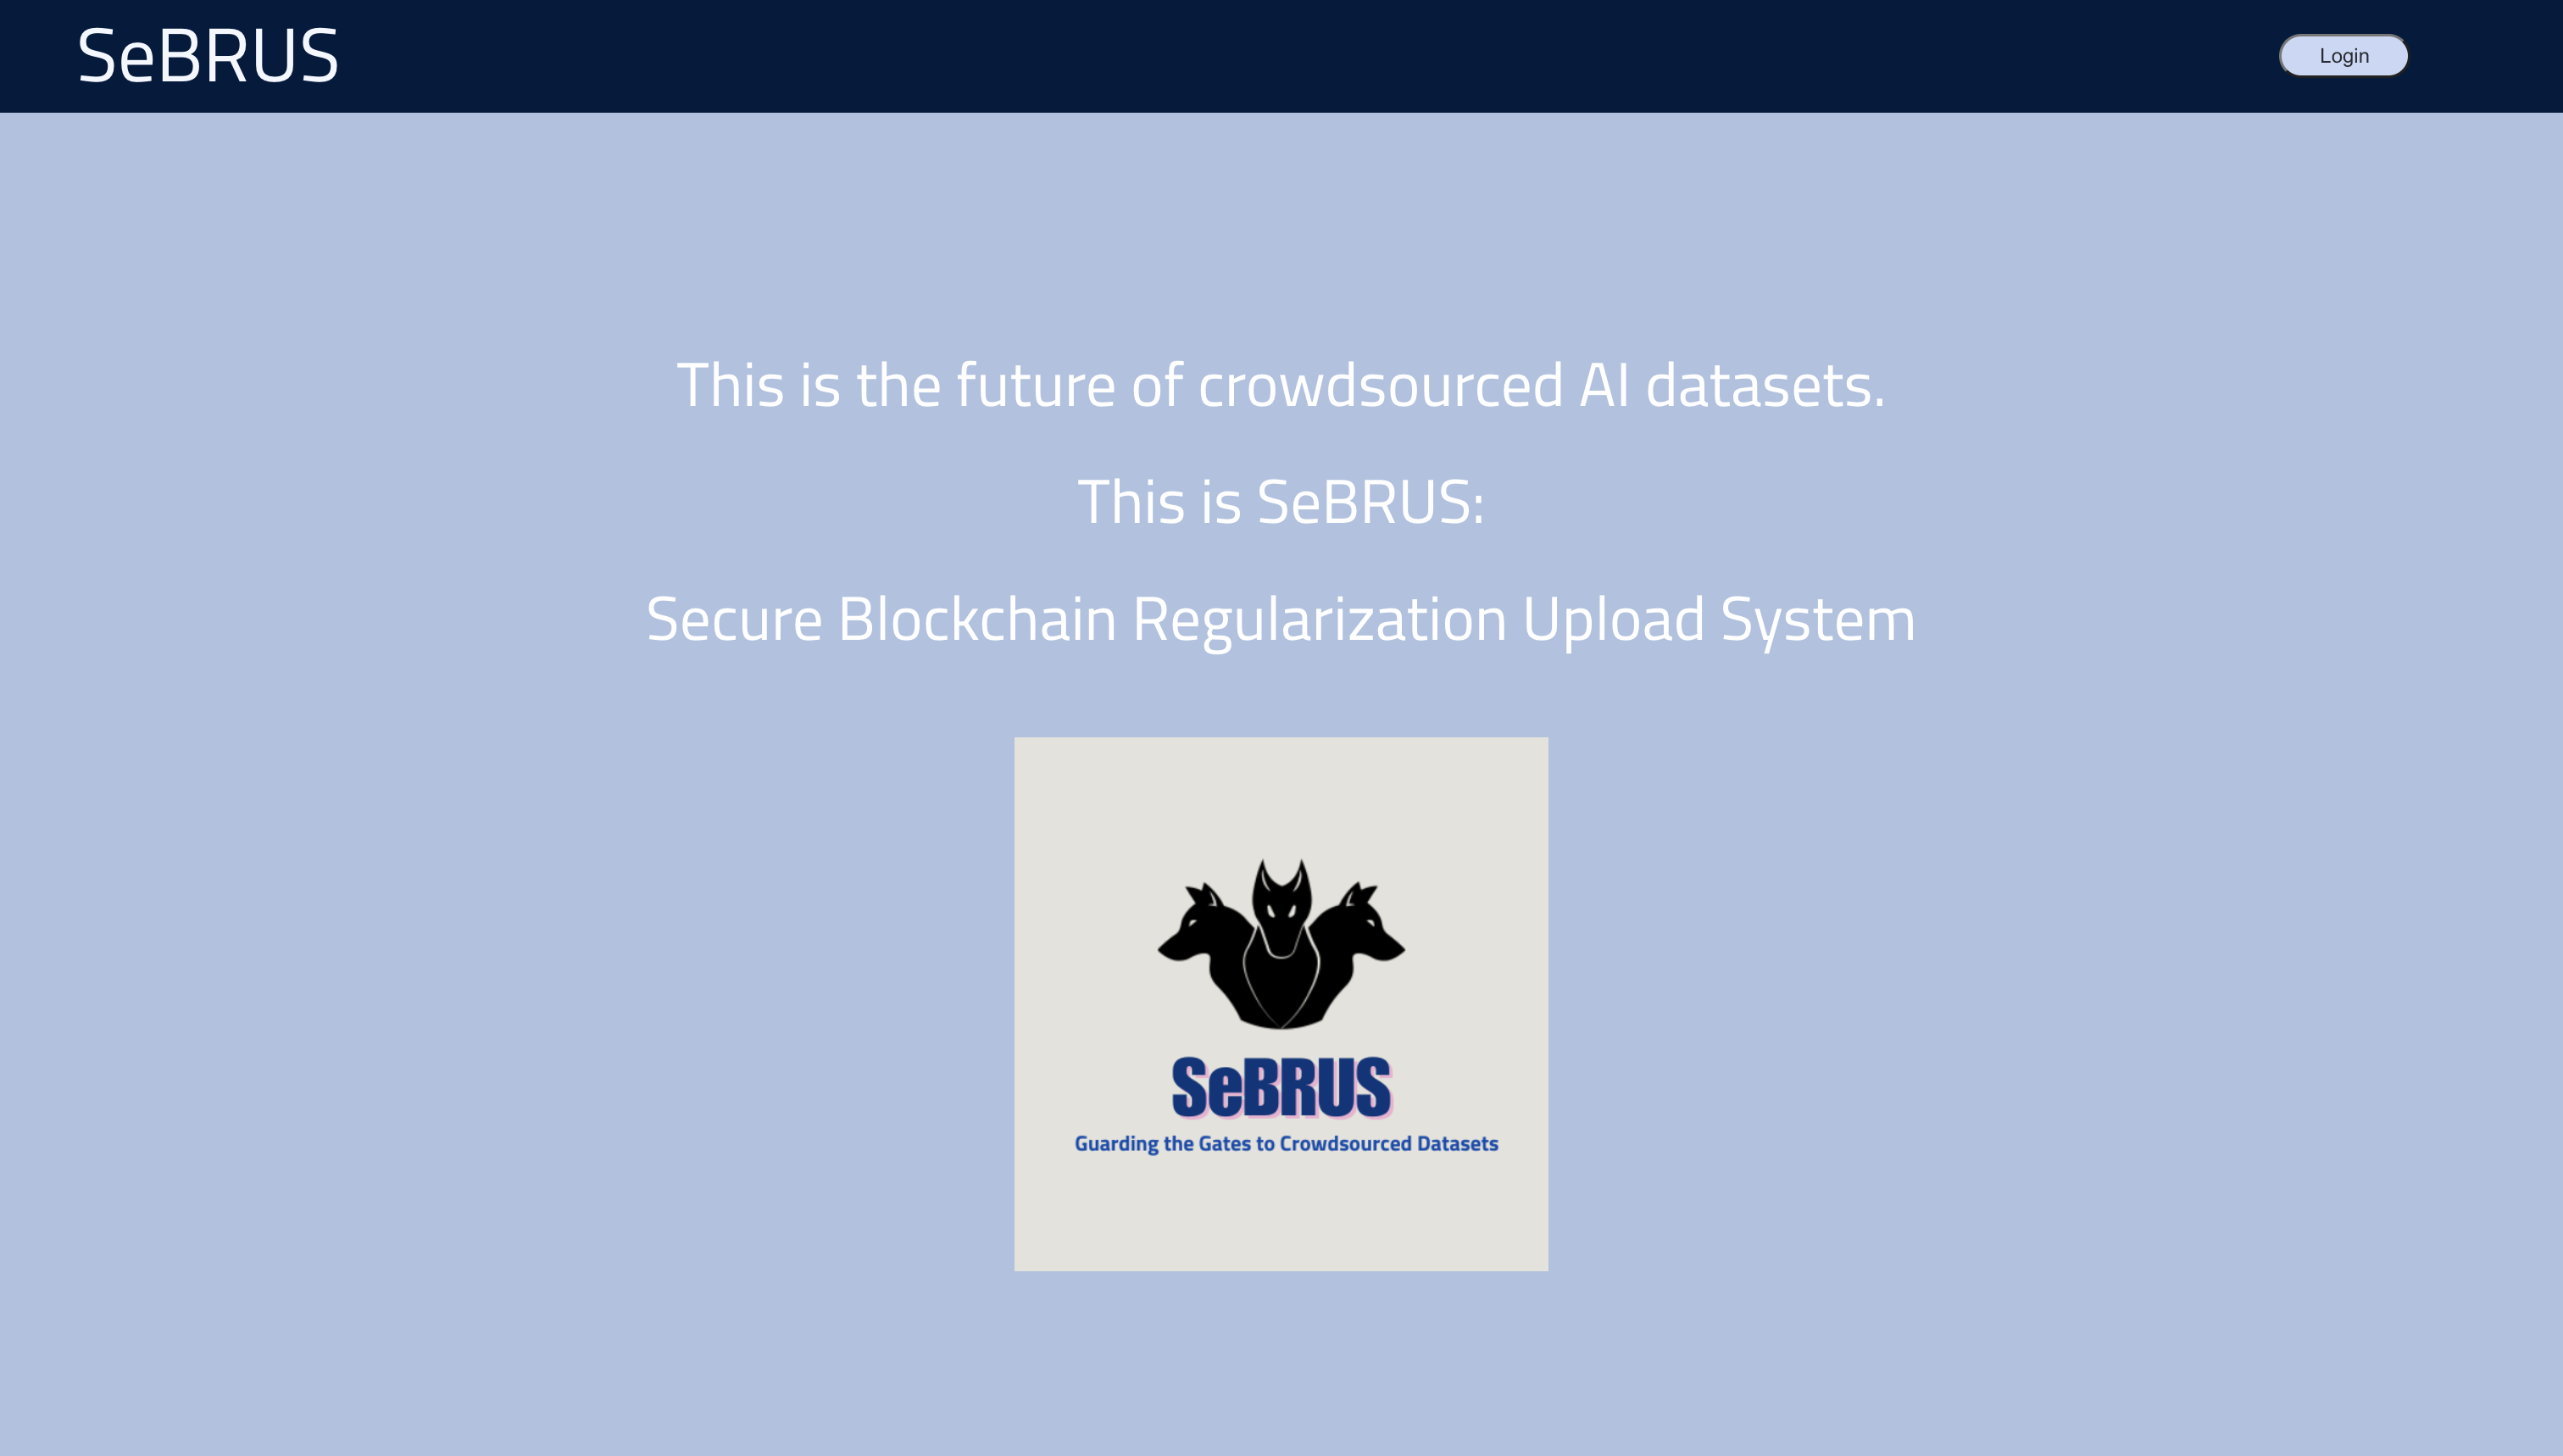 SeBRUS
Login
This is the future of crowdsourced AI datasets.
This is SeBRUS:
Secure Blockchain Regularization Upload System
SeBRUS
Guarding the Gates to Crowdsourced Datasets